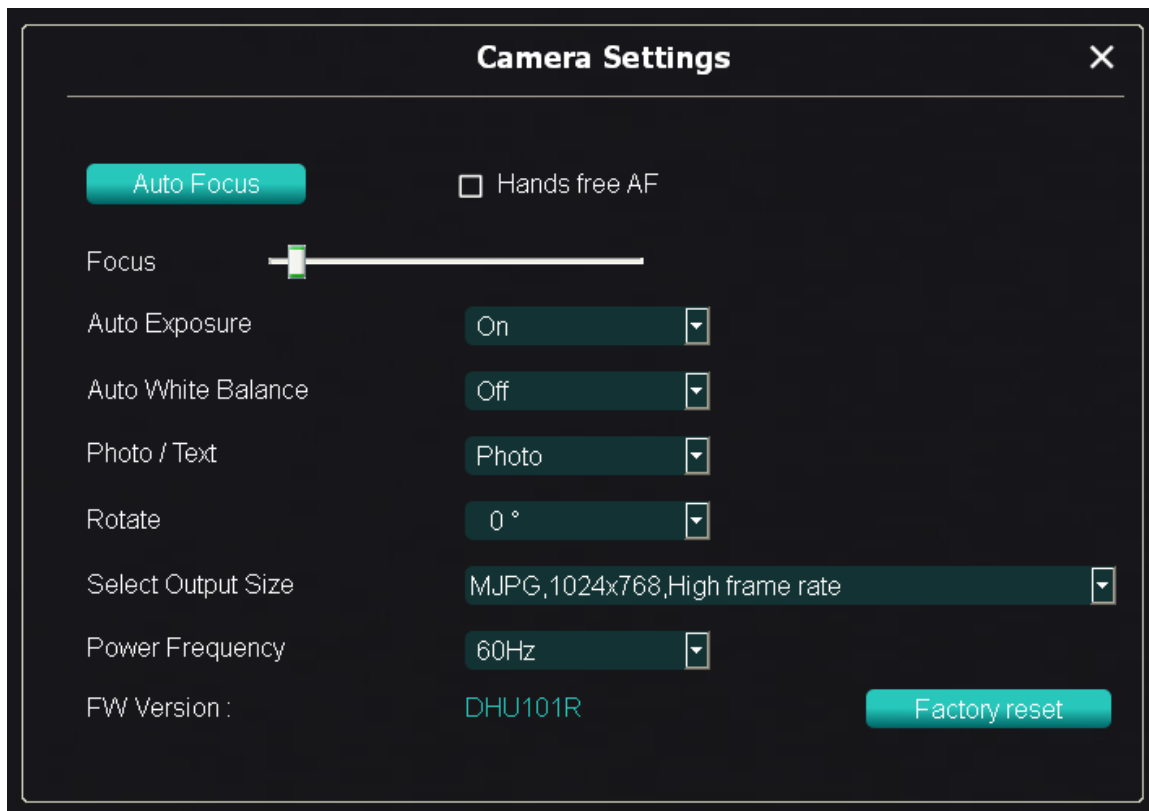 Camera Settings
Auto Focus Hands free AF
Focus
Auto Exposure On
Auto White Balance Off
Photo / Text Photo
Rotate 0 °
Select Output Size MJPG,1024x768,High frame rate
Power Frequency 60Hz
FW Version : DHU101R Factory reset